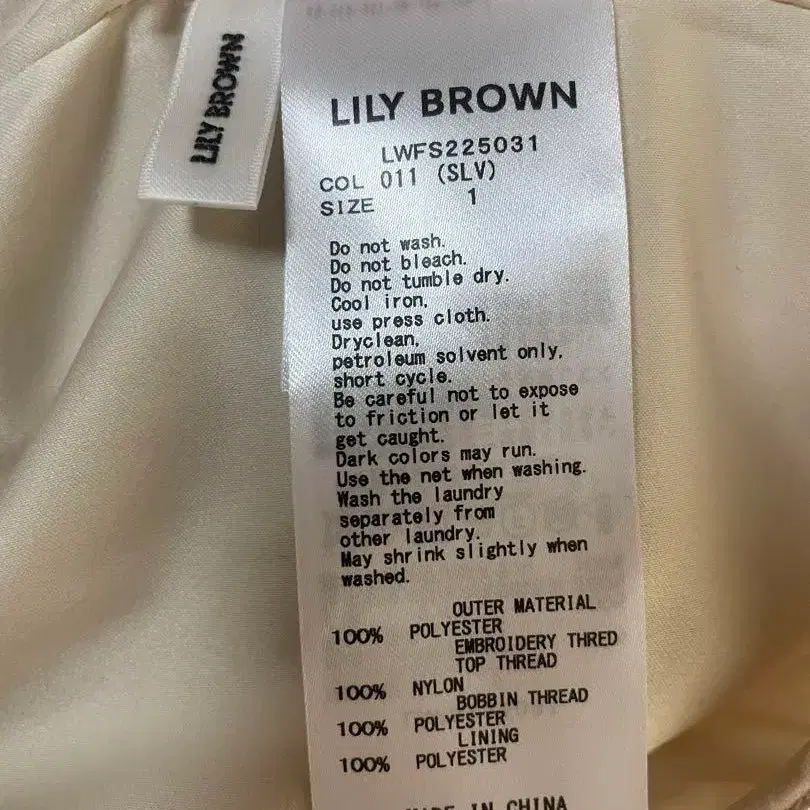 LILY BROWN
LILY BROWN
LWFS225031
COL 011 (SLV)
SIZE 1
Do not wash.
Do not bleach.
Do not tumble dry.
Cool iron,
use press cloth.
Dryclean,
petroleum solvent only,
short cycle.
Be careful not to expose
to friction or let it
get caught.
Dark colors may run.
Use the net when washing.
Wash the laundry
separately from
other laundry.
May shrink slightly when
washed.
OUTER MATERIAL
100% POLYESTER
EMBROIDERY THRED
TOP THREAD
100% NYLON
BOBBIN THREAD
100% POLYESTER
LINING
100% POLYESTER
MADE IN CHINA